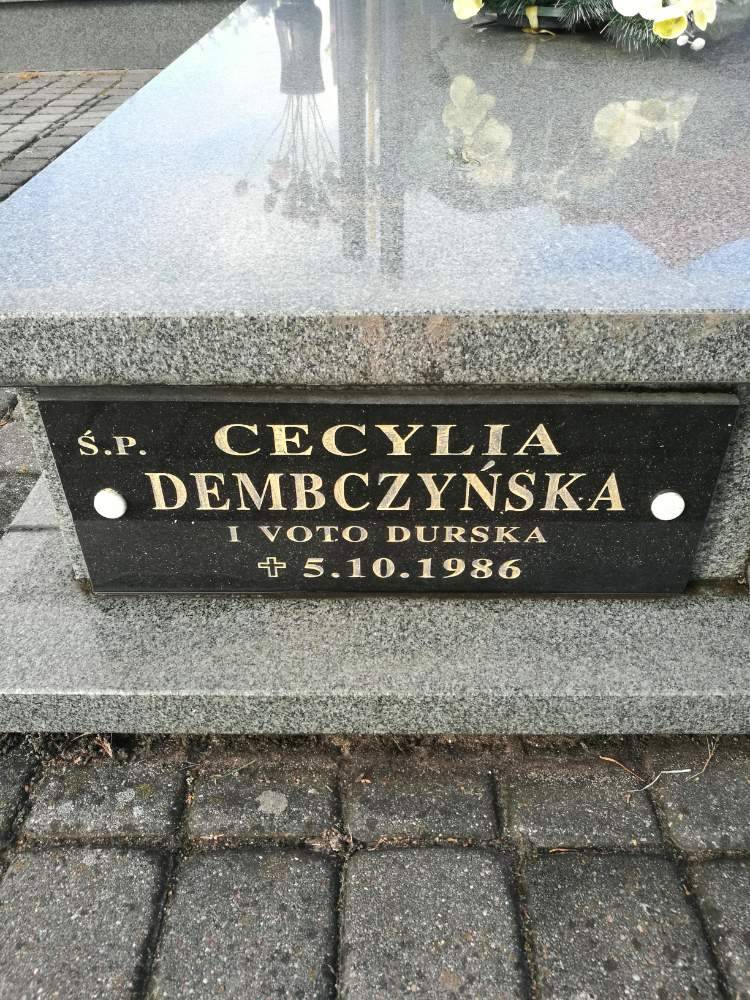 Ś.P. CECYLIA
DEMBCZYŃSKA
I VOTO DURSKA
✝ 5.10.1986